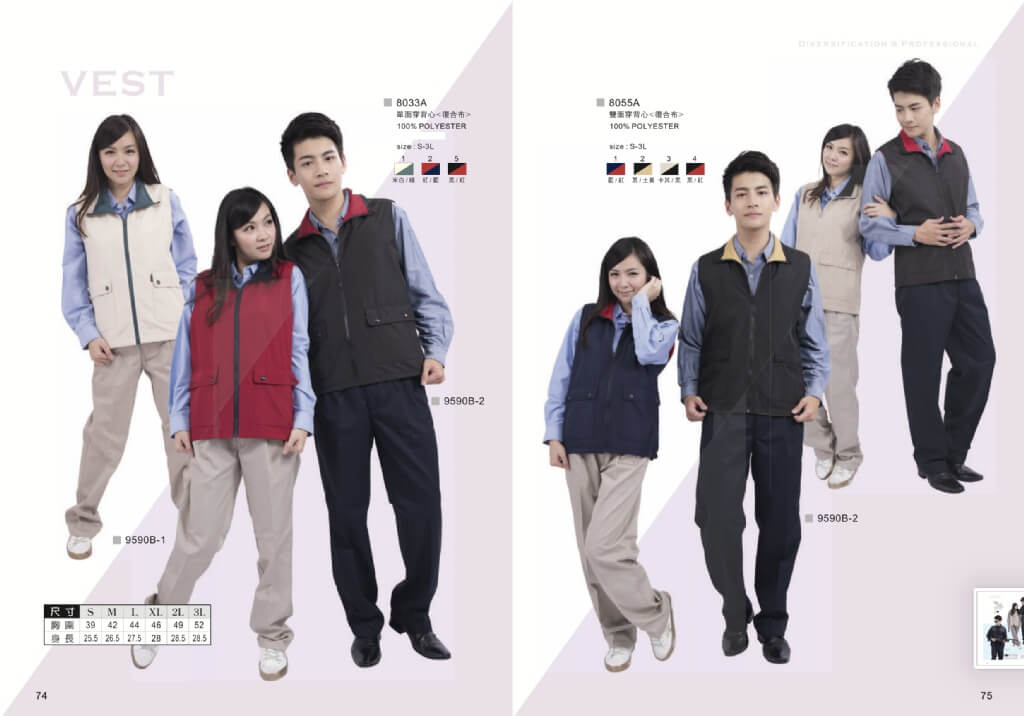 VEST
8033A
單面穿背心<復合布>
100% POLYESTER
size : S-3L
1 2 5
米白/綠 紅/藍 黑/紅
9590B-2
9590B-1
尺寸 S M L XL 2L 3L
胸圍 39 42 44 46 49 52
身長 25.5 26.5 27.5 28 28.5 28.5
74
DIVERSIFICATION & PROFESSIONAL
8055A
雙面穿背心<復合布>
100% POLYESTER
size : S-3L
1 2 3 4
藍/紅 黑/土黃 卡其/黑 黑/紅
9590B-2
75